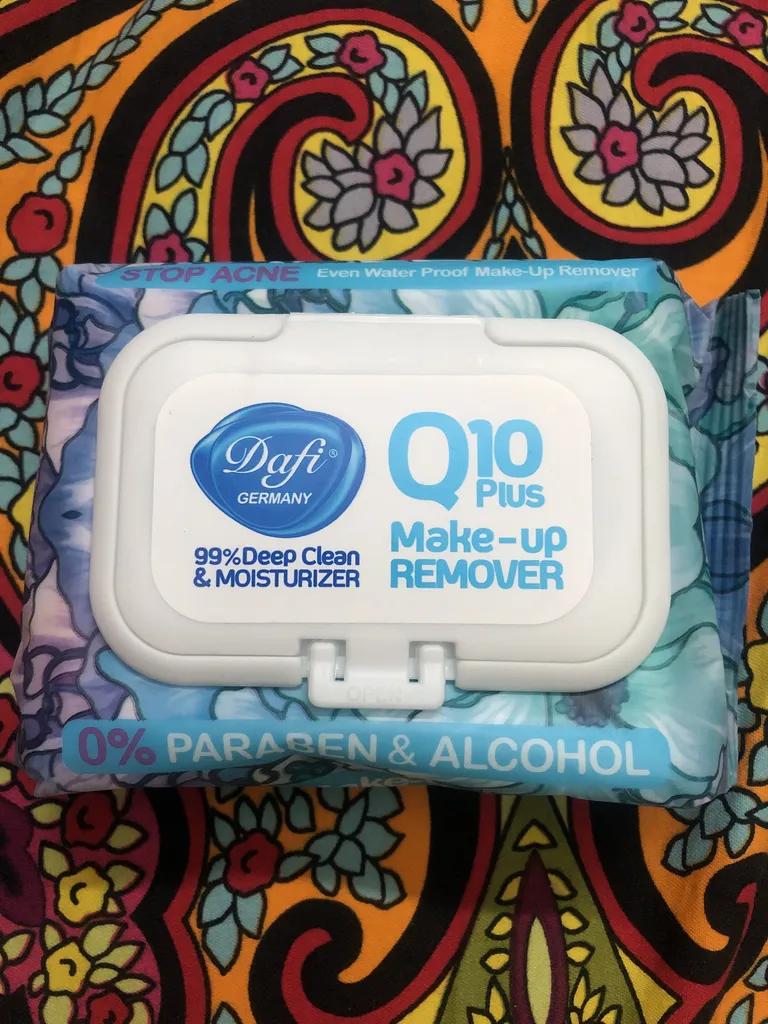 STOP ACNE Even Water Proof Make-Up Remover
Dafi®
GERMANY
99% Deep Clean
& MOISTURIZER
Q10
Plus
Make-up
REMOVER
OPEN
0% PARABEN & ALCOHOL